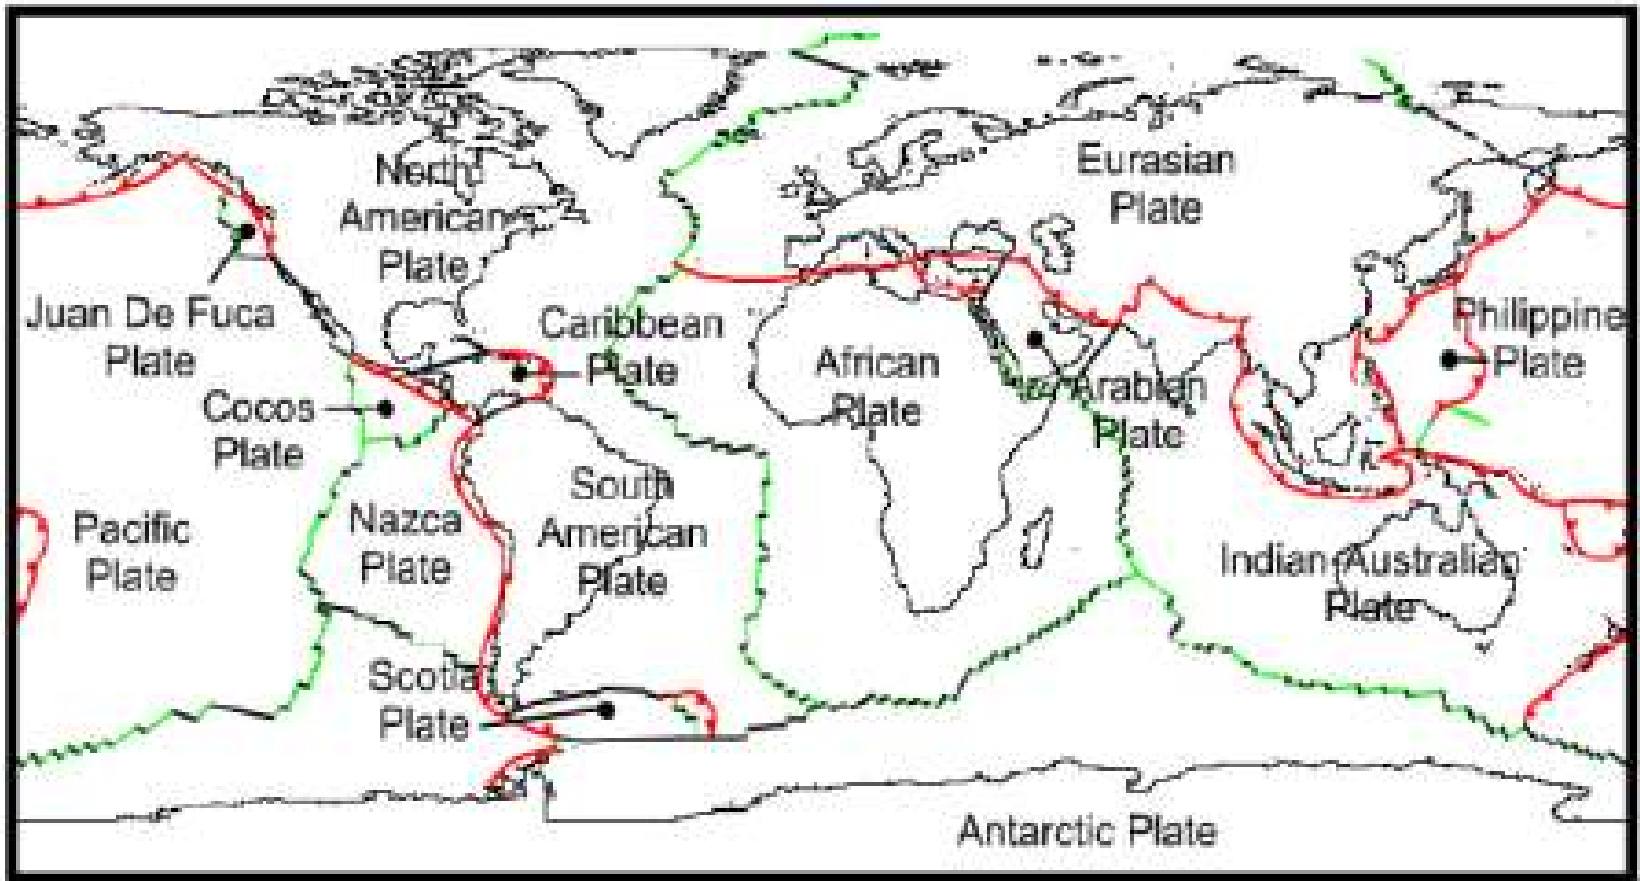 North
American
Plate
Eurasian
Plate
Juan De Fuca
Plate
Caribbean
Plate
African
Plate
Arabian
Plate
Philippine
Plate
Cocos
Plate
Pacific
Plate
Nazca
Plate
South
American
Plate
Indian-Australian
Plate
Scotia
Plate
Antarctic Plate